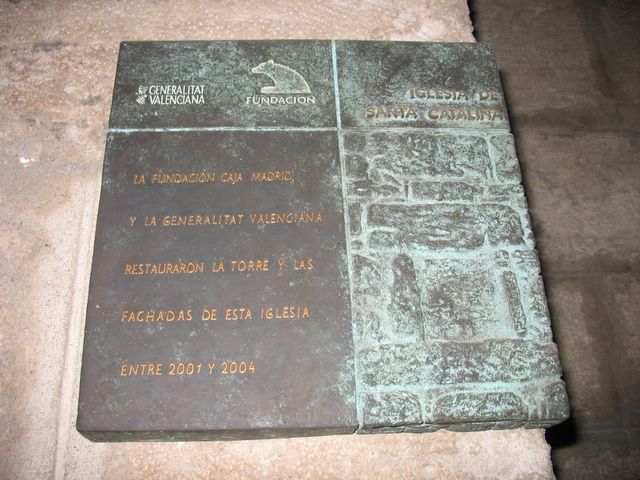 GENERALITAT
VALENCIANA
FUNDACIÓN
IGLESIA DE
SANTA CATALINA
LA FUNDACIÓN CAJA MADRID,
Y LA GENERALITAT VALENCIANA
RESTAURARON LA TORRE Y LAS
FACHADAS DE ESTA IGLESIA
ENTRE 2001 Y 2004